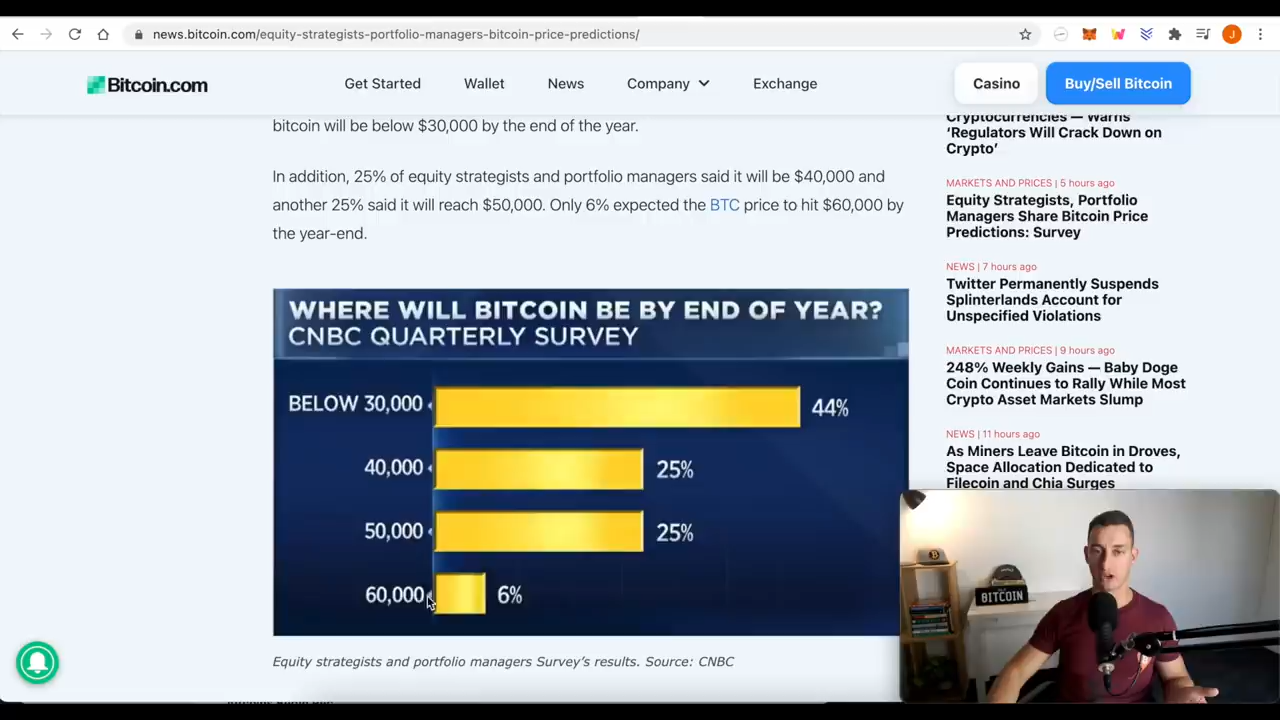 news.bitcoin.com/equity-strategists-portfolio-managers-bitcoin-price-predictions/
J
Bitcoin.com
Get Started
Wallet
News
Company
Exchange
Casino
Buy/Sell Bitcoin
bitcoin will be below $30,000 by the end of the year.
In addition, 25% of equity strategists and portfolio managers said it will be $40,000 and
another 25% said it will reach $50,000. Only 6% expected the BTC price to hit $60,000 by
the year-end.
WHERE WILL BITCOIN BE BY END OF YEAR?
CNBC QUARTERLY SURVEY
BELOW 30,000 44%
40,000 25%
50,000 25%
60,000 6%
Equity strategists and portfolio managers Survey's results. Source: CNBC
Cryptocurrencies — Warns
‘Regulators Will Crack Down on
Crypto’
MARKETS AND PRICES | 5 hours ago
Equity Strategists, Portfolio
Managers Share Bitcoin Price
Predictions: Survey
NEWS | 7 hours ago
Twitter Permanently Suspends
Splinterlands Account for
Unspecified Violations
MARKETS AND PRICES | 9 hours ago
248% Weekly Gains — Baby Doge
Coin Continues to Rally While Most
Crypto Asset Markets Slump
NEWS | 11 hours ago
As Miners Leave Bitcoin in Droves,
Space Allocation Dedicated to
Filecoin and Chia Surges
BITCOIN